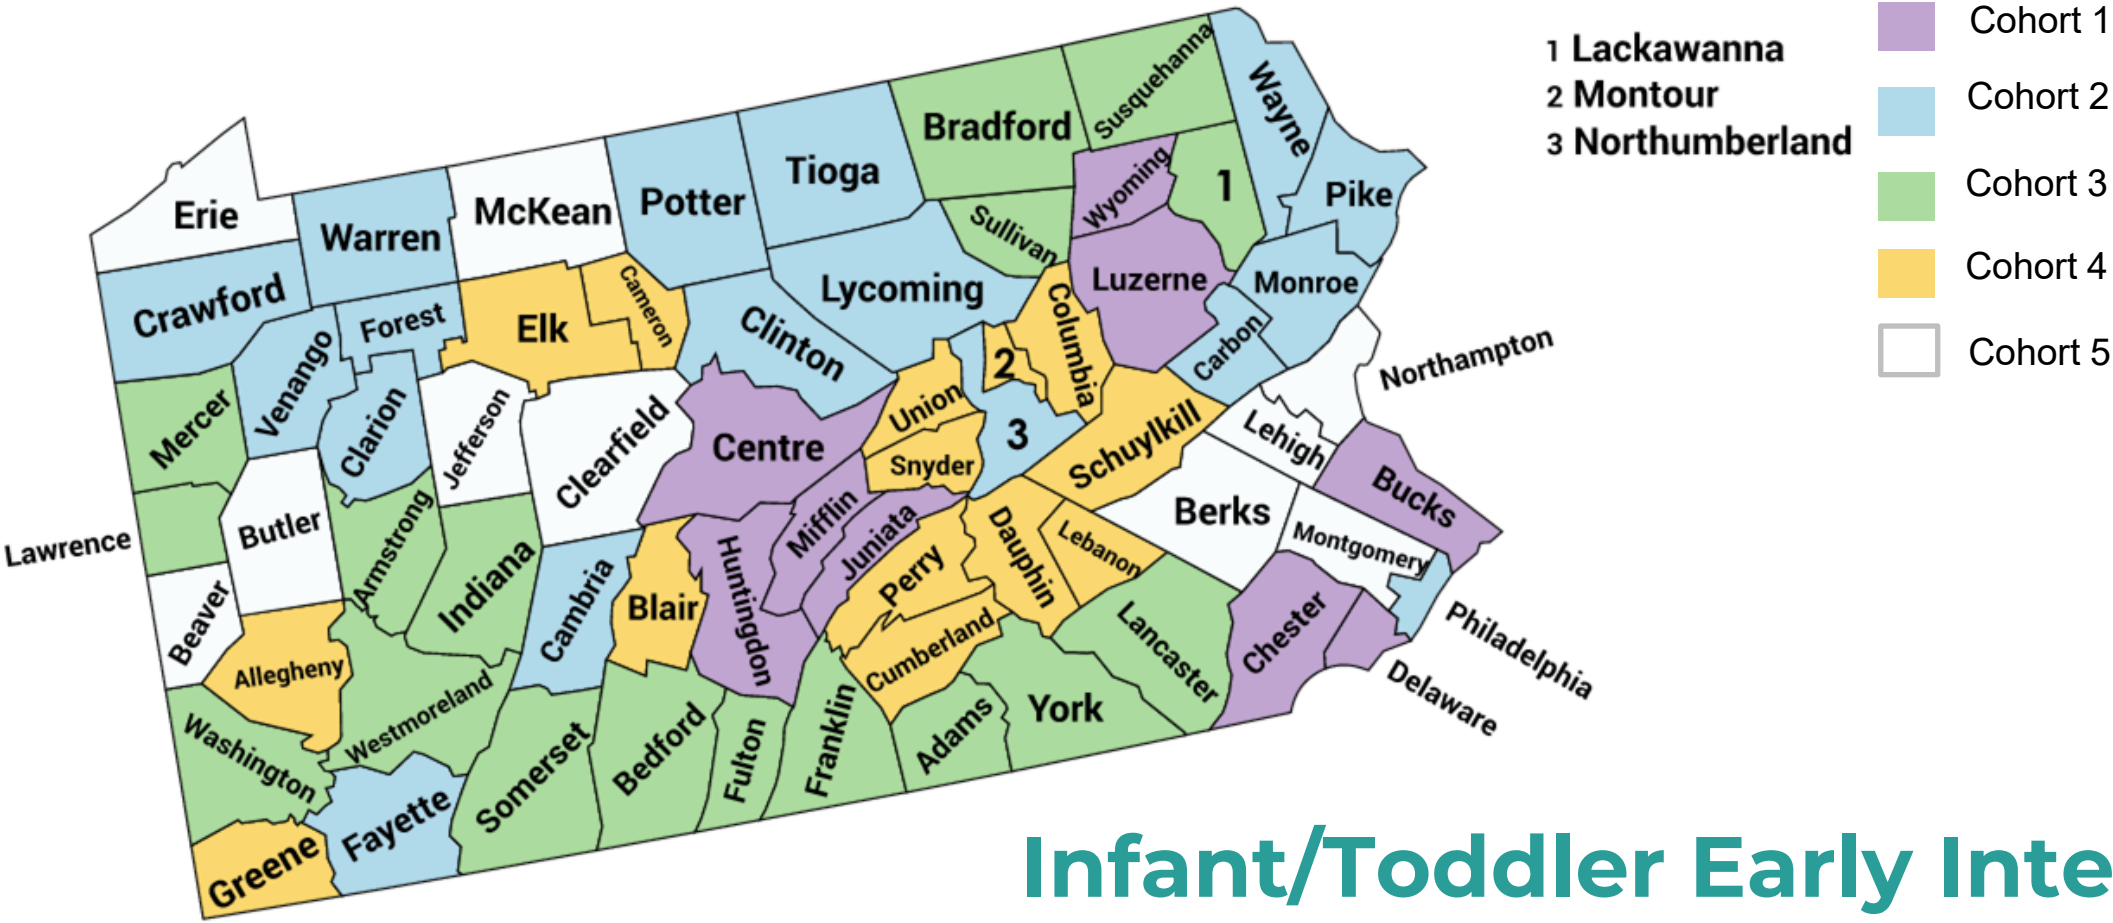 Erie
Warren
McKean
Potter
Tioga
Bradford
Susquehanna
Wayne
Pike
Crawford
Venango
Forest
Elk
Cameron
Clinton
Lycoming
Sullivan
Wyoming
1
Luzerne
Monroe
Carbon
Columbia
2
Mercer
Clarion
Jefferson
Clearfield
Centre
Union
Snyder
3
Schuylkill
Northampton
Lehigh
Bucks
Lawrence
Butler
Armstrong
Indiana
Cambria
Blair
Huntingdon
Mifflin
Juniata
Perry
Dauphin
Lebanon
Berks
Montgomery
Beaver
Allegheny
Westmoreland
Cumberland
Lancaster
Chester
Philadelphia
Delaware
Washington
Greene
Fayette
Somerset
Bedford
Fulton
Franklin
Adams
York
1 Lackawanna
2 Montour
3 Northumberland
Cohort 1
Cohort 2
Cohort 3
Cohort 4
Cohort 5
Infant/Toddler Early Inte